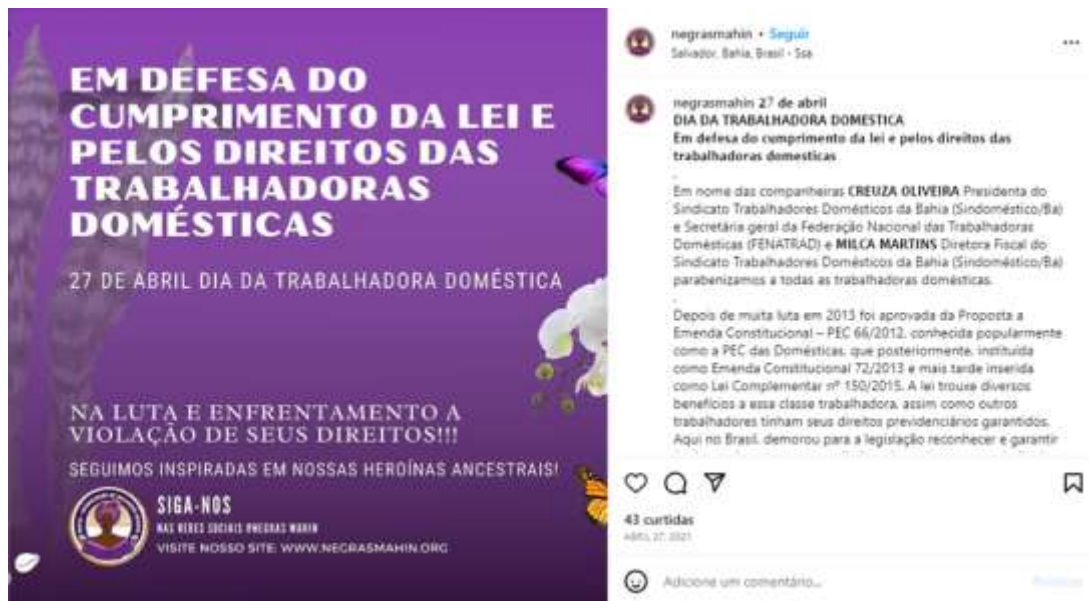 EM DEFESA DO
CUMPRIMENTO DA LEI E
PELOS DIREITOS DAS
TRABALHADORAS
DOMÉSTICAS
27 DE ABRIL DIA DA TRABALHADORA DOMÉSTICA
NA LUTA E ENFRENTAMENTO A
VIOLAÇÃO DE SEUS DIREITOS!!!
SEGUIMOS INSPIRADAS EM NOSSAS HEROÍNAS ANCESTRAIS!
SIGA-NOS
NAS REDES SOCIAIS @NEGRAS MAHIN
VISITE NOSSO SITE: WWW.NEGRASMAHIN.ORG
negrasmahin • Seguir
Salvador, Bahia, Brasil - Ssa
negrasmahin 27 de abril
DIA DA TRABALHADORA DOMESTICA
Em defesa do cumprimento da lei e pelos direitos das
trabalhadoras domesticas
.
Em nome das companheiras CREUZA OLIVEIRA Presidenta do
Sindicato Trabalhadores Domésticos da Bahia (Sindoméstico/Ba)
e Secretária geral da Federação Nacional das Trabalhadoras
Domésticas (FENATRAD) e MILCA MARTINS Diretora Fiscal do
Sindicato Trabalhadores Domésticos da Bahia (Sindoméstico/Ba)
parabenizamos a todas as trabalhadoras domésticas.
.
Depois de muita luta em 2013 foi aprovada da Proposta a
Emenda Constitucional – PEC 66/2012, conhecida popularmente
como a PEC das Domésticas, que posteriormente, instituída
como Emenda Constitucional 72/2013 e mais tarde inserida
como Lei Complementar nº 150/2015. A lei trouxe diversos
benefícios a essa classe trabalhadora, assim como outros
trabalhadores tinham seus direitos previdenciários garantidos.
Aqui no Brasil, demorou para a legislação reconhecer e garantir
43 curtidas
ABRIL 27, 2021
Adicione um comentário...